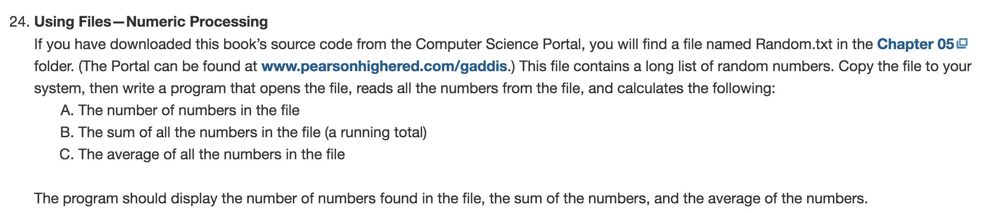 24. Using Files—Numeric Processing
If you have downloaded this book’s source code from the Computer Science Portal, you will find a file named Random.txt in the Chapter 05
folder. (The Portal can be found at www.pearsonhighered.com/gaddis.) This file contains a long list of random numbers. Copy the file to your
system, then write a program that opens the file, reads all the numbers from the file, and calculates the following:
A. The number of numbers in the file
B. The sum of all the numbers in the file (a running total)
C. The average of all the numbers in the file
The program should display the number of numbers found in the file, the sum of the numbers, and the average of the numbers.